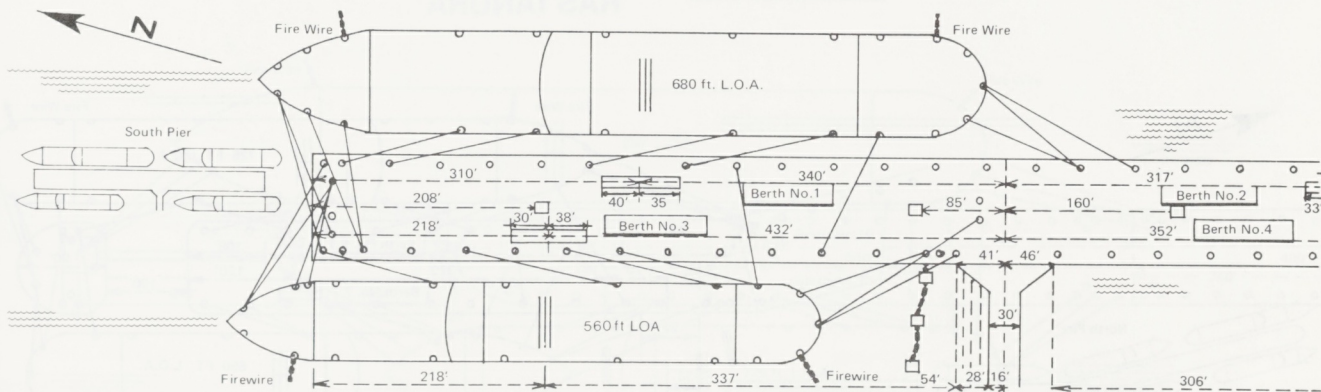 N
Fire Wire
Fire Wire
680 ft. L.O.A.
South Pier
310'
340'
317'
40'
35
Berth No.1
Berth No.2
33'
208'
85'
160'
30'
38'
Berth No.3
218'
432'
352'
Berth No.4
41'
46'
560 ft LOA
30'
Firewire
Firewire
218'
337'
54'
28'
16'
306'